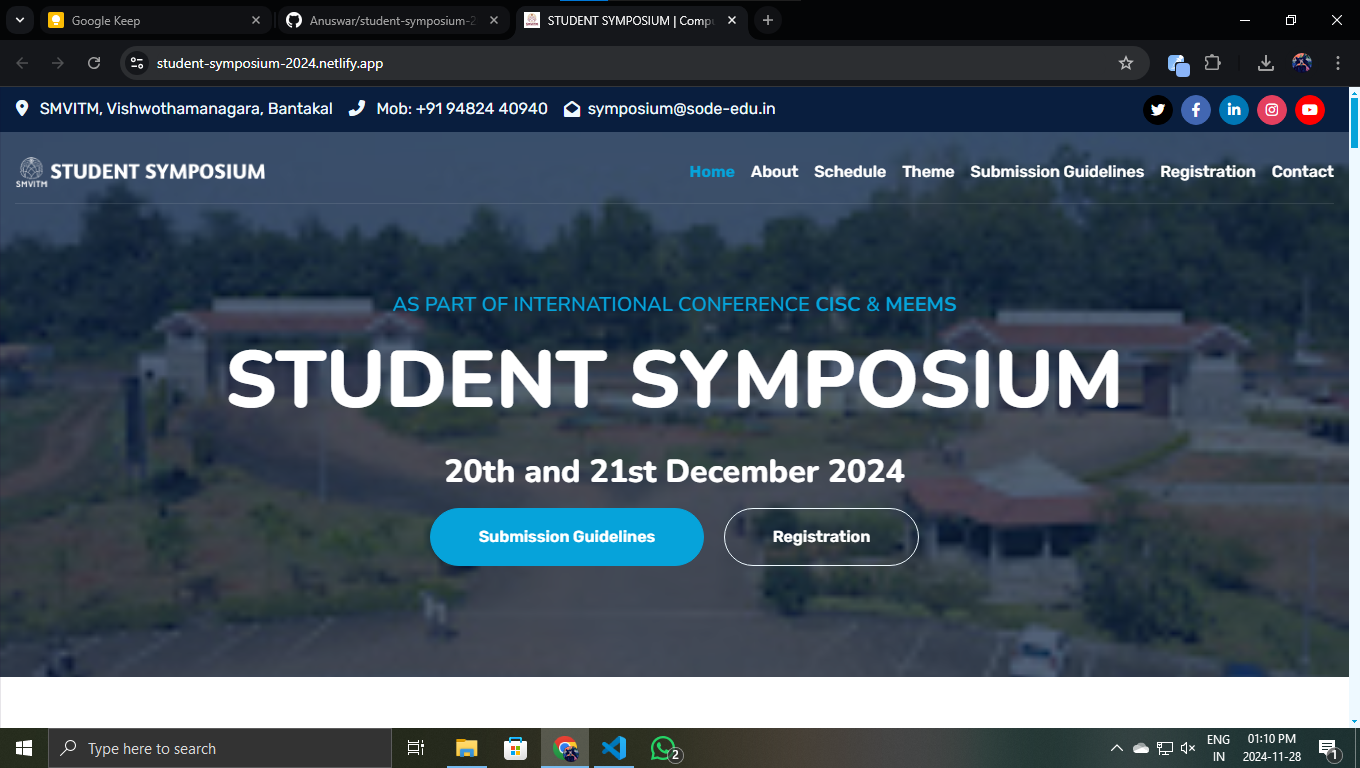 Google Keep
Anuswar/student-symposium-2
STUDENT SYMPOSIUM | Compu
student-symposium-2024.netlify.app
SMVITM, Vishwothamanagara, Bantakal Mob: +91 94824 40940 symposium@sode-edu.in
SMVITM
STUDENT SYMPOSIUM
Home About Schedule Theme Submission Guidelines Registration Contact
AS PART OF INTERNATIONAL CONFERENCE CISC & MEEMS
STUDENT SYMPOSIUM
20th and 21st December 2024
Submission Guidelines Registration
Type here to search
2
ENG
IN
01:10 PM
2024-11-28
1